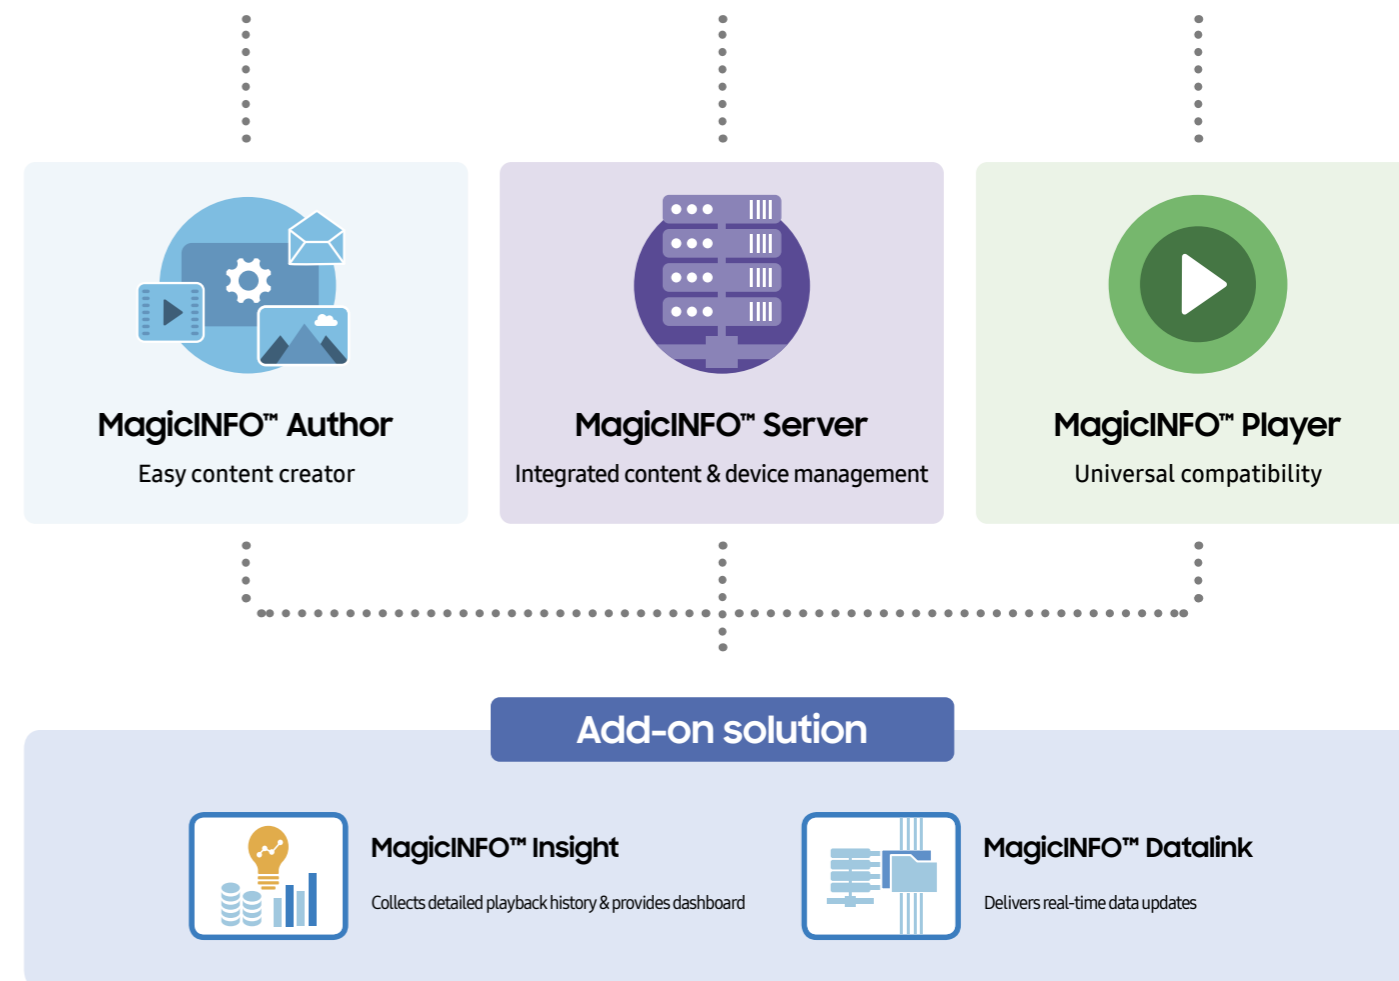 MagicINFO™ Author
Easy content creator
MagicINFO™ Server
Integrated content & device management
MagicINFO™ Player
Universal compatibility
Add-on solution
MagicINFO™ Insight
Collects detailed playback history & provides dashboard
MagicINFO™ Datalink
Delivers real-time data updates